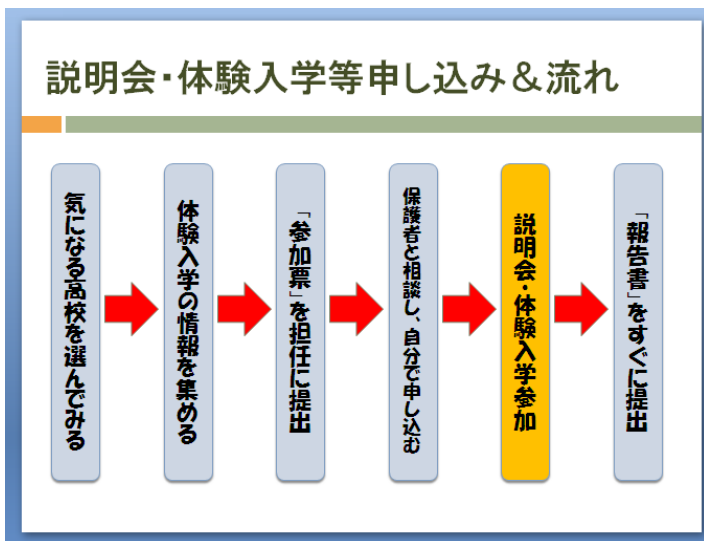 説明会・体験入学等申し込み＆流れ
気になる高校を選んでみる
体験入学の情報を集める
「参加票」を担任に提出
保護者と相談し、自分で申し込む
説明会・体験入学参加
「報告書」をすぐに提出